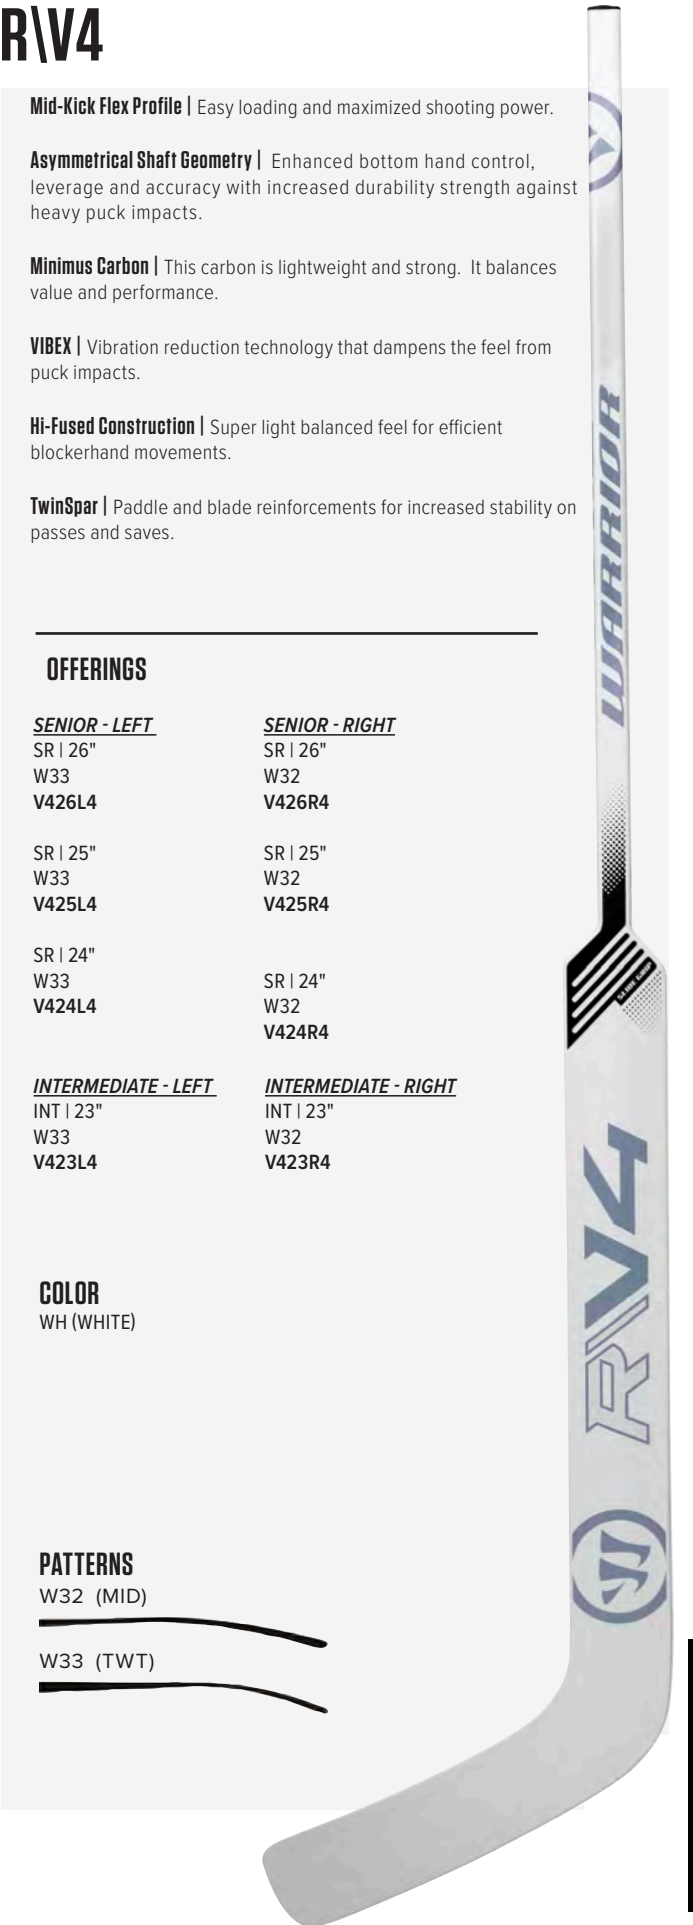 R\V4
Mid-Kick Flex Profile | Easy loading and maximized shooting power.
Asymmetrical Shaft Geometry | Enhanced bottom hand control,
leverage and accuracy with increased durability strength against
heavy puck impacts.
Minimus Carbon | This carbon is lightweight and strong. It balances
value and performance.
VIBEX | Vibration reduction technology that dampens the feel from
puck impacts.
Hi-Fused Construction | Super light balanced feel for efficient
blockerhand movements.
TwinSpar | Paddle and blade reinforcements for increased stability on
passes and saves.
OFFERINGS
SENIOR - LEFT
SR | 26"
W33
V426L4
SR | 25"
W33
V425L4
SR | 24"
W33
V424L4
SENIOR - RIGHT
SR | 26"
W32
V426R4
SR | 25"
W32
V425R4
SR | 24"
W32
V424R4
INTERMEDIATE - LEFT
INT | 23"
W33
V423L4
INTERMEDIATE - RIGHT
INT | 23"
W32
V423R4
COLOR
WH (WHITE)
PATTERNS
W32 (MID)
W33 (TWT)
WARRIOR
SLIDE GRIP
R\V4